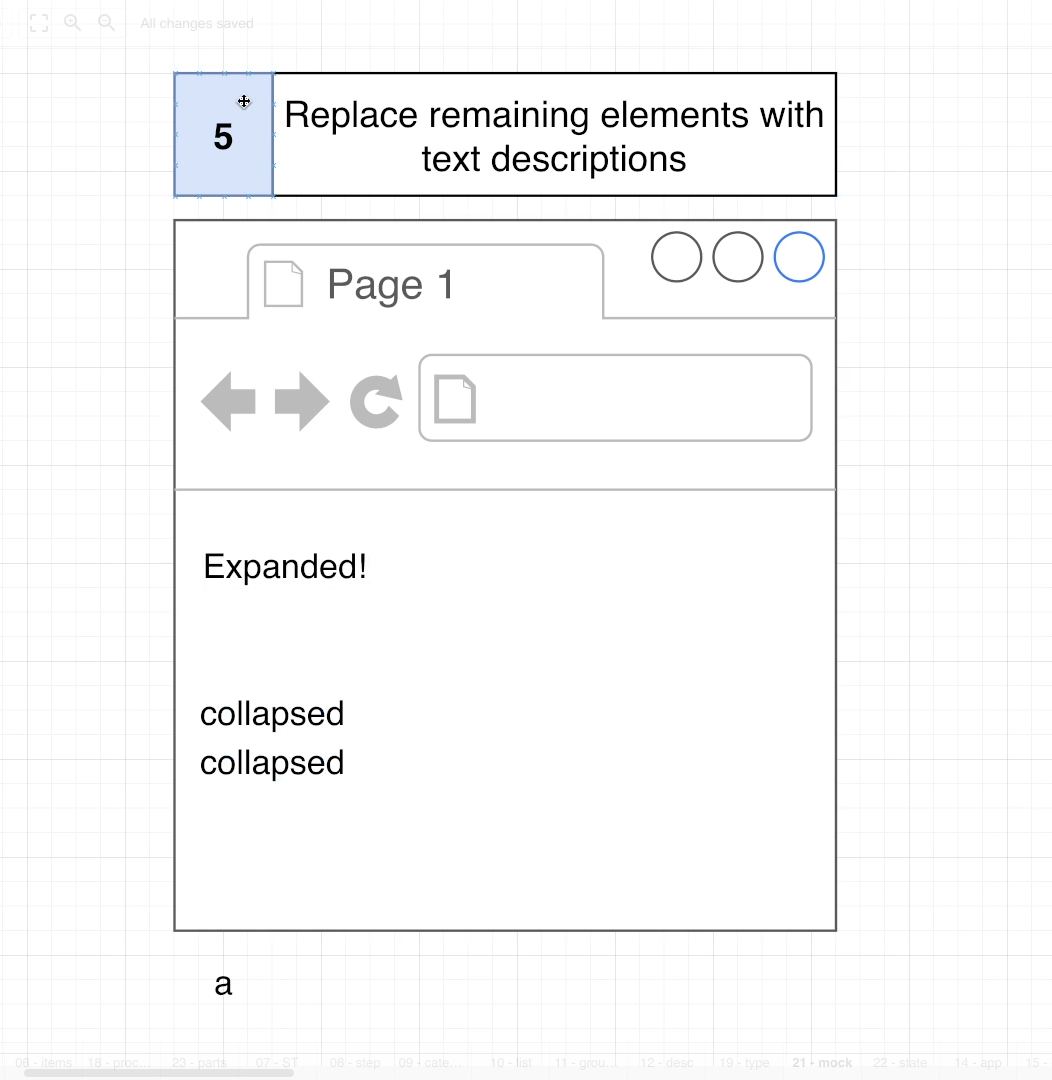 All changes saved
5
Replace remaining elements with
text descriptions
Page 1
Expanded!
collapsed
collapsed
a
06 - items 18 - proc... 23 - parts 07 - ST 08 - step 09 - cate... 10 - list 11 - grou... 12 - desc 19 - type 21 - mock 22 - state 14 - app 15 -